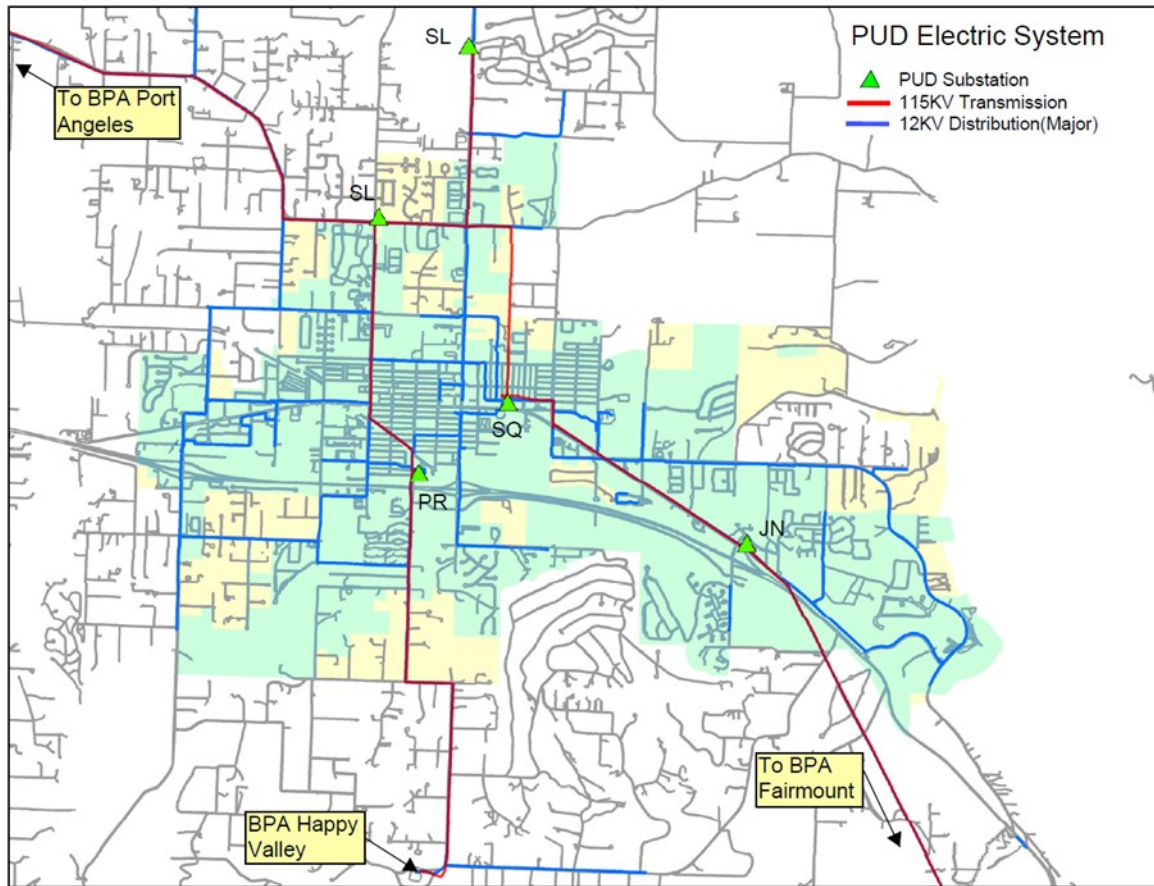 SL
PUD Electric System
PUD Substation
115KV Transmission
12KV Distribution(Major)
To BPA Port
Angeles
SL
SQ
PR
JN
To BPA
Fairmount
BPA Happy
Valley